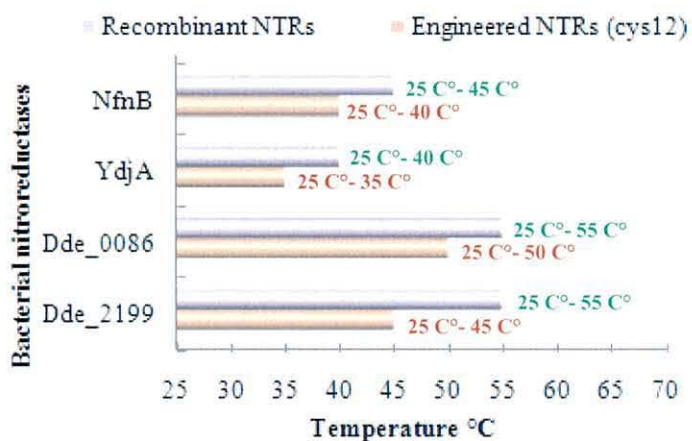 Recombinant NTRs Engineered NTRs (cys12)
Bacterial nitroreductases
NfnB
25 C°- 45 C°
25 C°- 40 C°
YdjA
25 C°- 40 C°
25 C°- 35 C°
Dde_0086
25 C°- 55 C°
25 C°- 50 C°
Dde_2199
25 C°- 55 C°
25 C°- 45 C°
25 30 35 40 45 50 55 60 65 70
Temperature °C